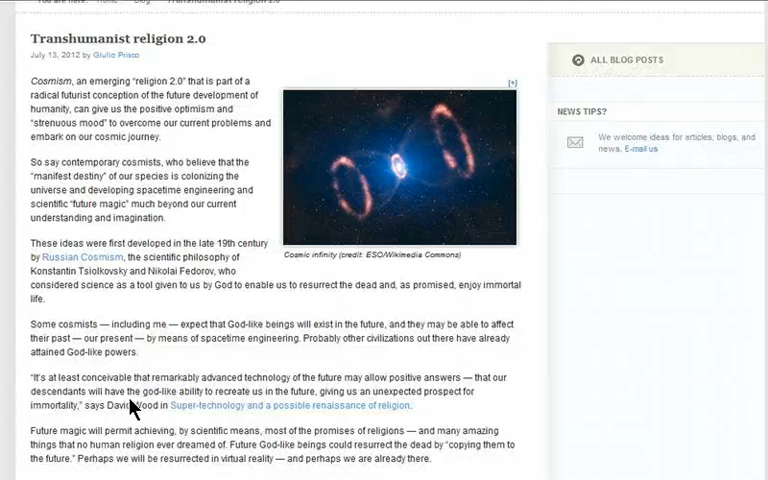 You are here: Home Blog Transhumanist religion 2.0
Transhumanist religion 2.0
July 13, 2012 by Giulio Prisco
Cosmism, an emerging “religion 2.0” that is part of a
radical futurist conception of the future development of
humanity, can give us the positive optimism and
“strenuous mood” to overcome our current problems and
embark on our cosmic journey.
So say contemporary cosmists, who believe that the
“manifest destiny” of our species is colonizing the
universe and developing spacetime engineering and
scientific “future magic” much beyond our current
understanding and imagination.
These ideas were first developed in the late 19th century
by Russian Cosmism, the scientific philosophy of
Konstantin Tsiolkovsky and Nikolai Fedorov, who
considered science as a tool given to us by God to enable us to resurrect the dead and, as promised, enjoy immortal
life.
[+]
Cosmic infinity (credit: ESO/Wikimedia Commons)
Some cosmists — including me — expect that God-like beings will exist in the future, and they may be able to affect
their past — our present — by means of spacetime engineering. Probably other civilizations out there have already
attained God-like powers.
“It's at least conceivable that remarkably advanced technology of the future may allow positive answers — that our
descendants will have the god-like ability to recreate us in the future, giving us an unexpected prospect for
immortality,” says David Wood in Super-technology and a possible renaissance of religion.
Future magic will permit achieving, by scientific means, most of the promises of religions — and many amazing
things that no human religion ever dreamed of. Future God-like beings could resurrect the dead by “copying them to
the future.” Perhaps we will be resurrected in virtual reality — and perhaps we are already there.
ALL BLOG POSTS
NEWS TIPS?
We welcome ideas for articles, blogs, and
news. E-mail us